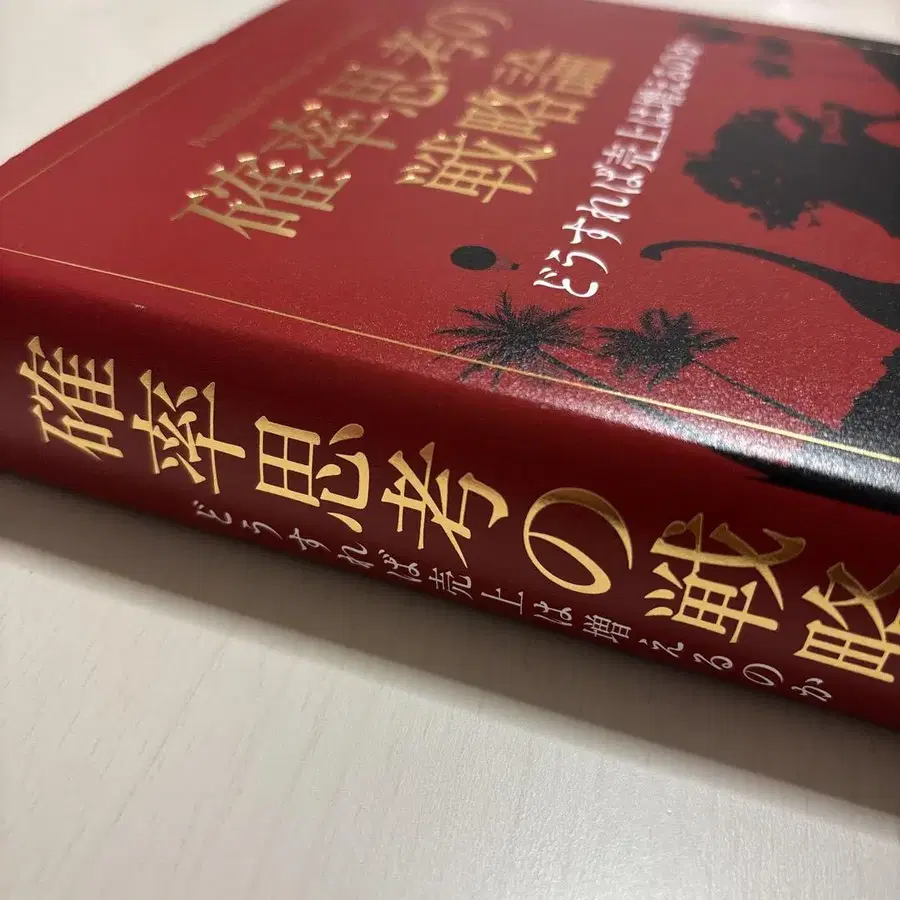 確率思考の
戦略論
どうすれば売上は増えるのか
確率思考の戦略
どうすれば売上は増えるのか